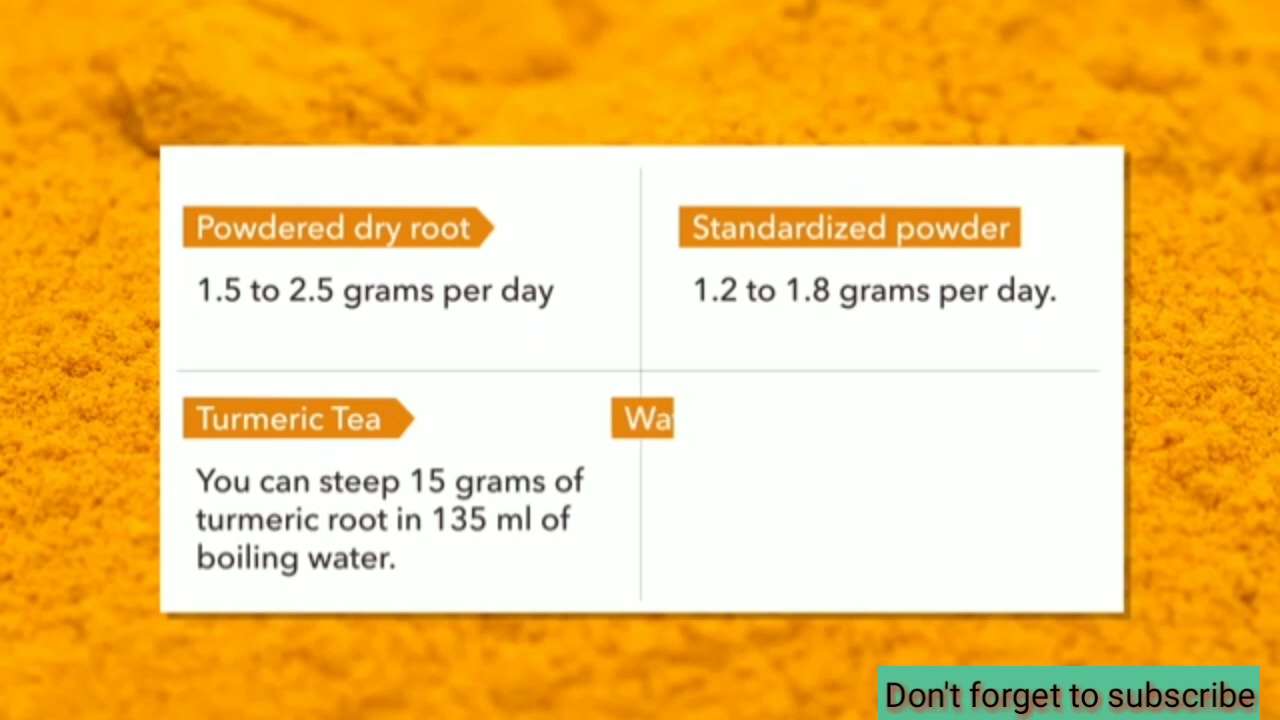 Powdered dry root
1.5 to 2.5 grams per day
Standardized powder
1.2 to 1.8 grams per day.
Turmeric Tea
You can steep 15 grams of
turmeric root in 135 ml of
boiling water.
Don't forget to subscribe